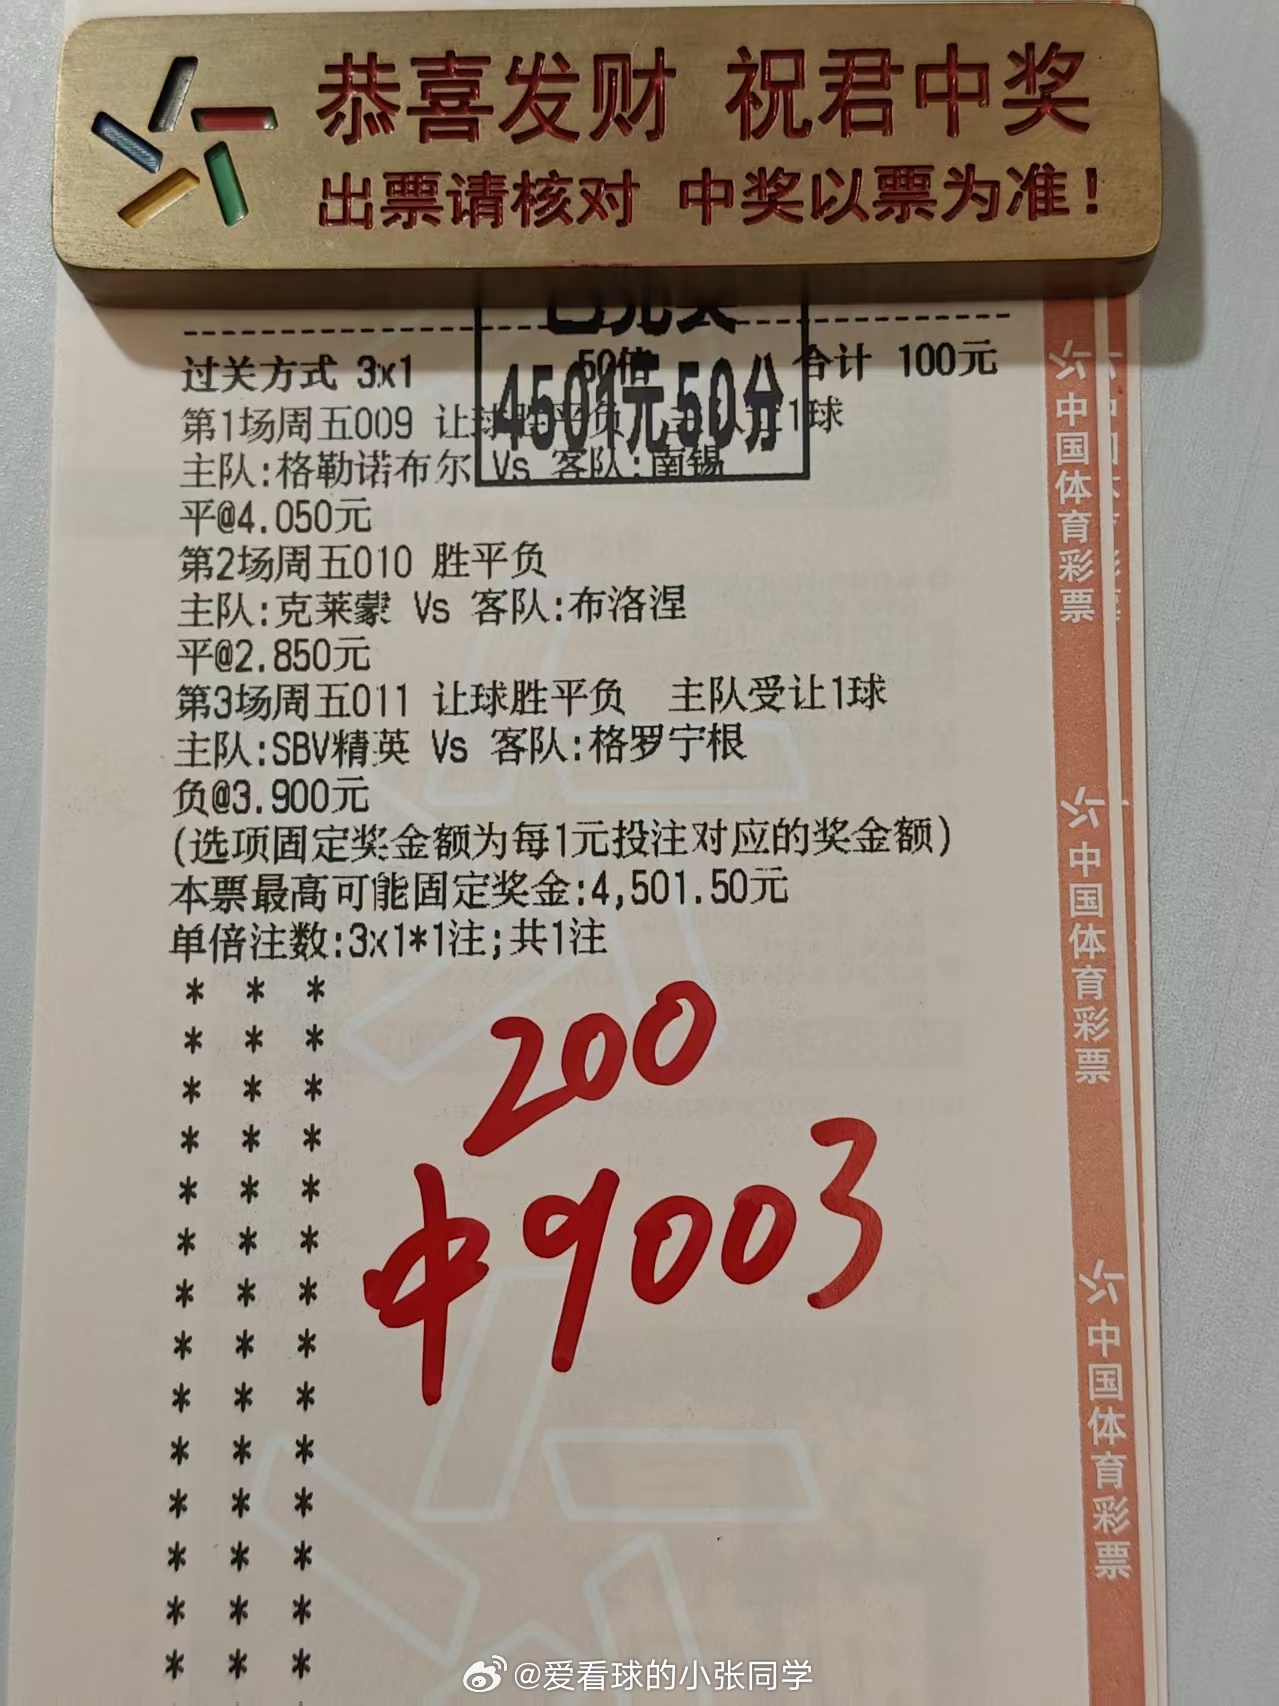 恭喜发财 祝君中奖
出票请核对 中奖以票为准!
4501元50分
过关方式 3x1 50倍 合计 100元
第1场周五009 让球胜平负 1球
主队:格勒诺布尔 Vs 客队:南锡
平@4.050元
第2场周五010 胜平负
主队:克莱蒙 Vs 客队:布洛涅
平@2.850元
第3场周五011 让球胜平负 主队受让1球
主队:SBV精英 Vs 客队:格罗宁根
负@3.900元
(选项固定奖金额为每1元投注对应的奖金额)
本票最高可能固定奖金:4,501.50元
单倍注数:3x1*1注;共1注
* * *
* * *
* * *
* * *
* * *
* * *
* * *
* * *
* * *
* * *
* * *
* * *
* * *
* * *
200
中9003
中国体育彩票
中国体育彩票
中国体育彩票
@爱看球的小张同学